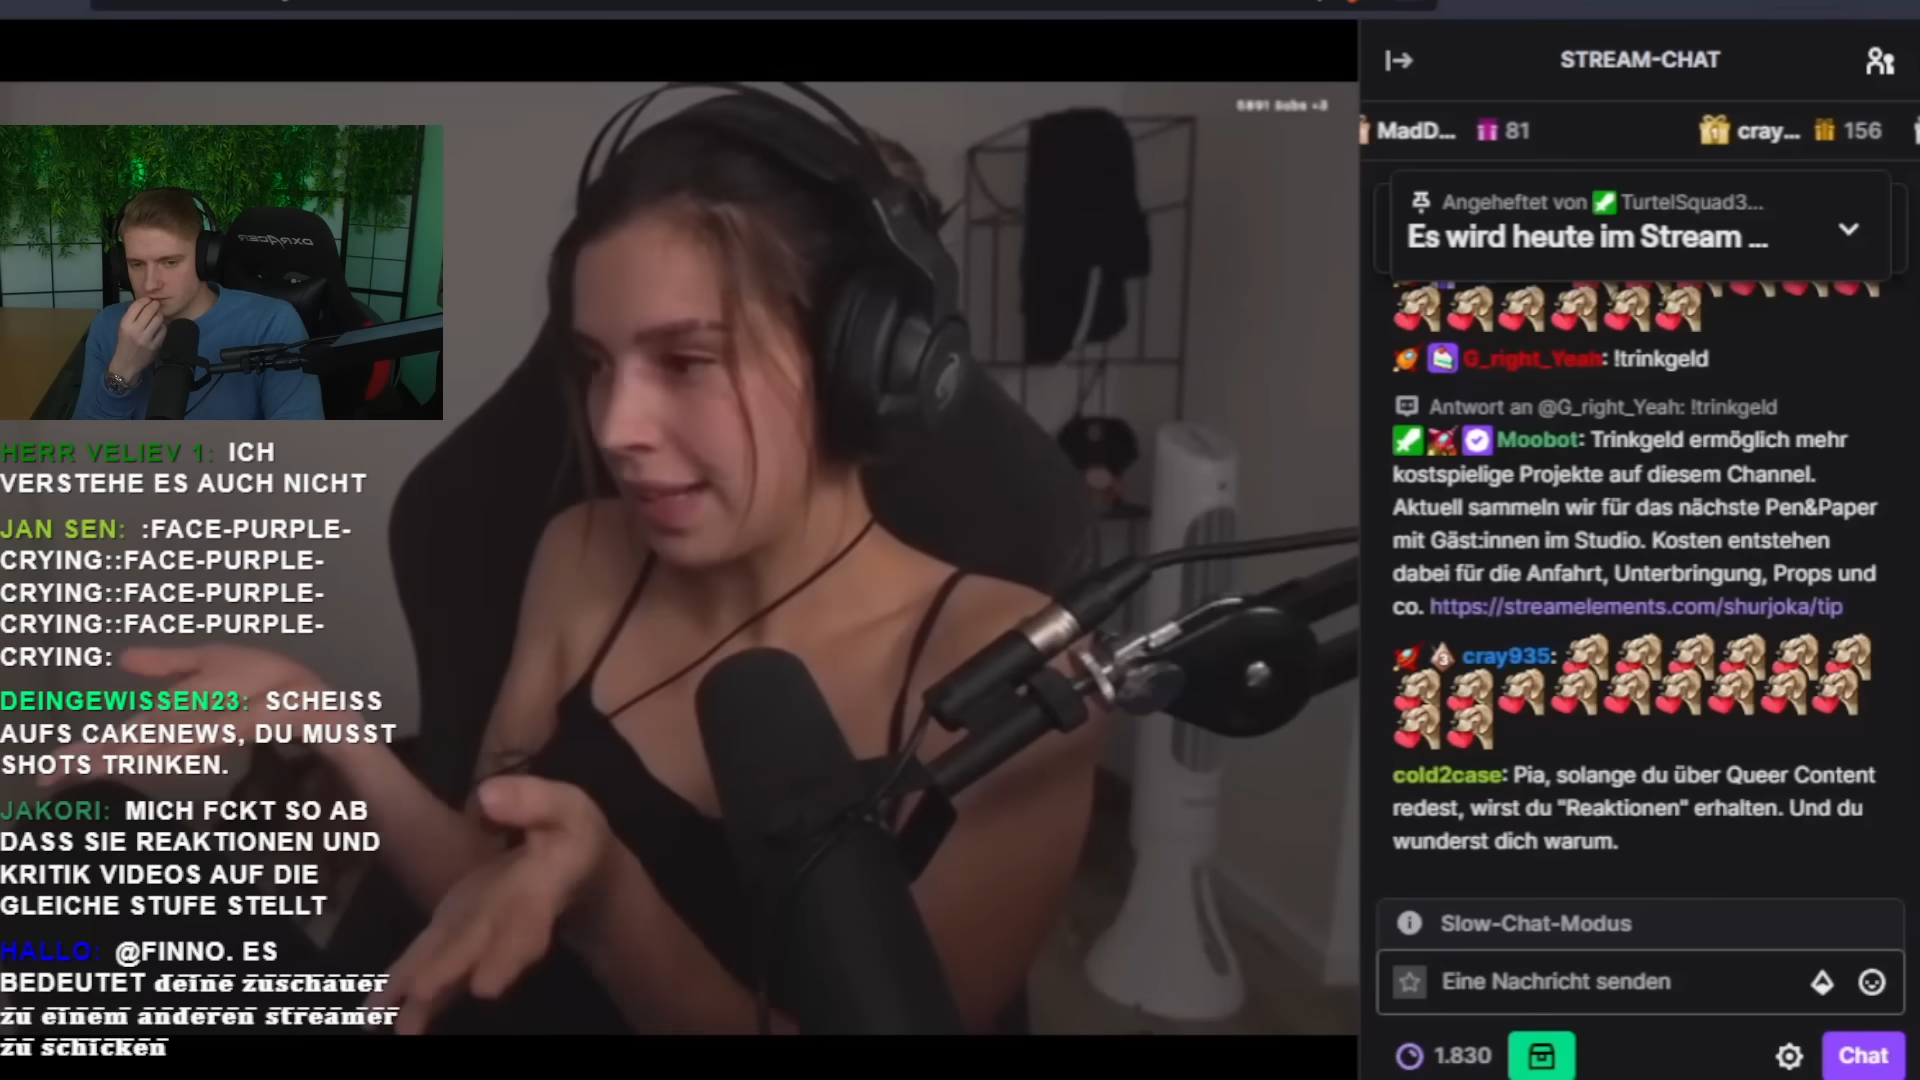 5891 Subs +3
HERR VELIEV 1: ICH
VERSTEHE ES AUCH NICHT
JAN SEN: :FACE-PURPLE-
CRYING::FACE-PURPLE-
CRYING::FACE-PURPLE-
CRYING::FACE-PURPLE-
CRYING:
DEINGEWISSEN23: SCHEISS
AUFS CAKENEWS, DU MUSST
SHOTS TRINKEN.
JAKORI: MICH FCKT SO AB
DASS SIE REAKTIONEN UND
KRITIK VIDEOS AUF DIE
GLEICHE STUFE STELLT
HALLO: @FINNO. ES
BEDEUTET deine zuschauer
zu einem anderen streamer
zu schicken
STREAM-CHAT
MadD... 81 cray... 156
Angeheftet von TurtelSquad3...
Es wird heute im Stream ...
G_right_Yeah: !trinkgeld
Antwort an @G_right_Yeah: !trinkgeld
Moobot: Trinkgeld ermöglich mehr
kostspielige Projekte auf diesem Channel.
Aktuell sammeln wir für das nächste Pen&Paper
mit Gäst:innen im Studio. Kosten entstehen
dabei für die Anfahrt, Unterbringung, Props und
co. https://streamelements.com/shurjoka/tip
cray935:
cold2case: Pia, solange du über Queer Content
redest, wirst du "Reaktionen" erhalten. Und du
wunderst dich warum.
Slow-Chat-Modus
Eine Nachricht senden
1.830
Chat